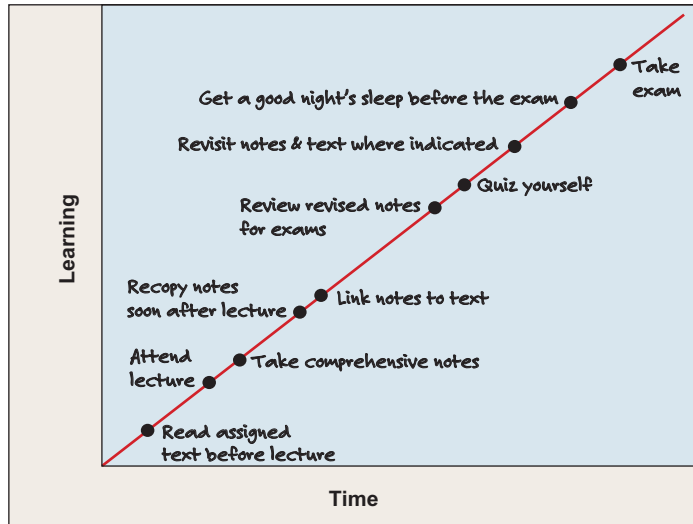 Take
exam
Get a good night's sleep before the exam
Revisit notes & text where indicated
Quiz yourself
Review revised notes
for exams
Recopy notes
soon after lecture
Link notes to text
Attend
lecture
Take comprehensive notes
Read assigned
text before lecture
Learning
Time